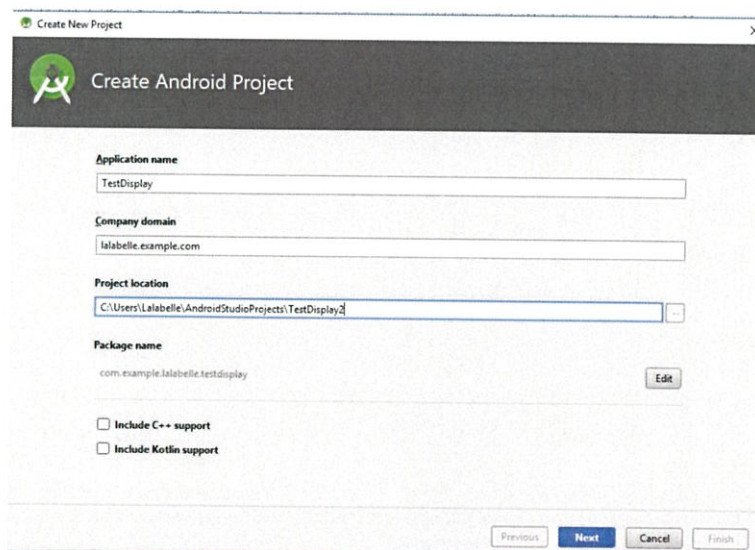 Create New Project
Create Android Project
Application name
TestDisplay
Company domain
lalabelle.example.com
Project location
C:\Users\Lalabelle\AndroidStudioProjects\TestDisplay2
...
Package name
com.example.lalabelle.testdisplay
Edit
Include C++ support
Include Kotlin support
Previous Next Cancel Finish